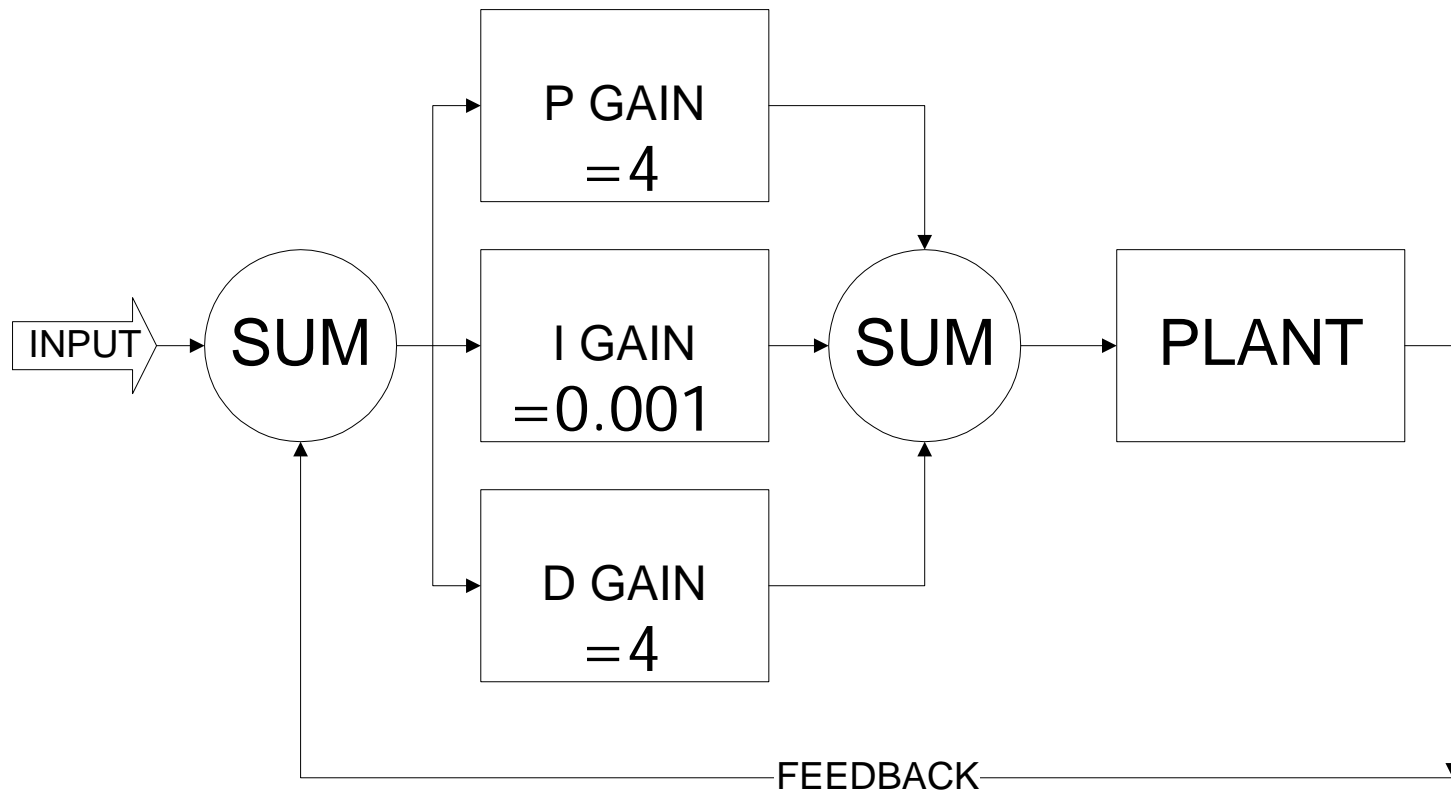 P GAIN
=4
INPUT
SUM
I GAIN
=0.001
SUM
PLANT
D GAIN
=4
FEEDBACK